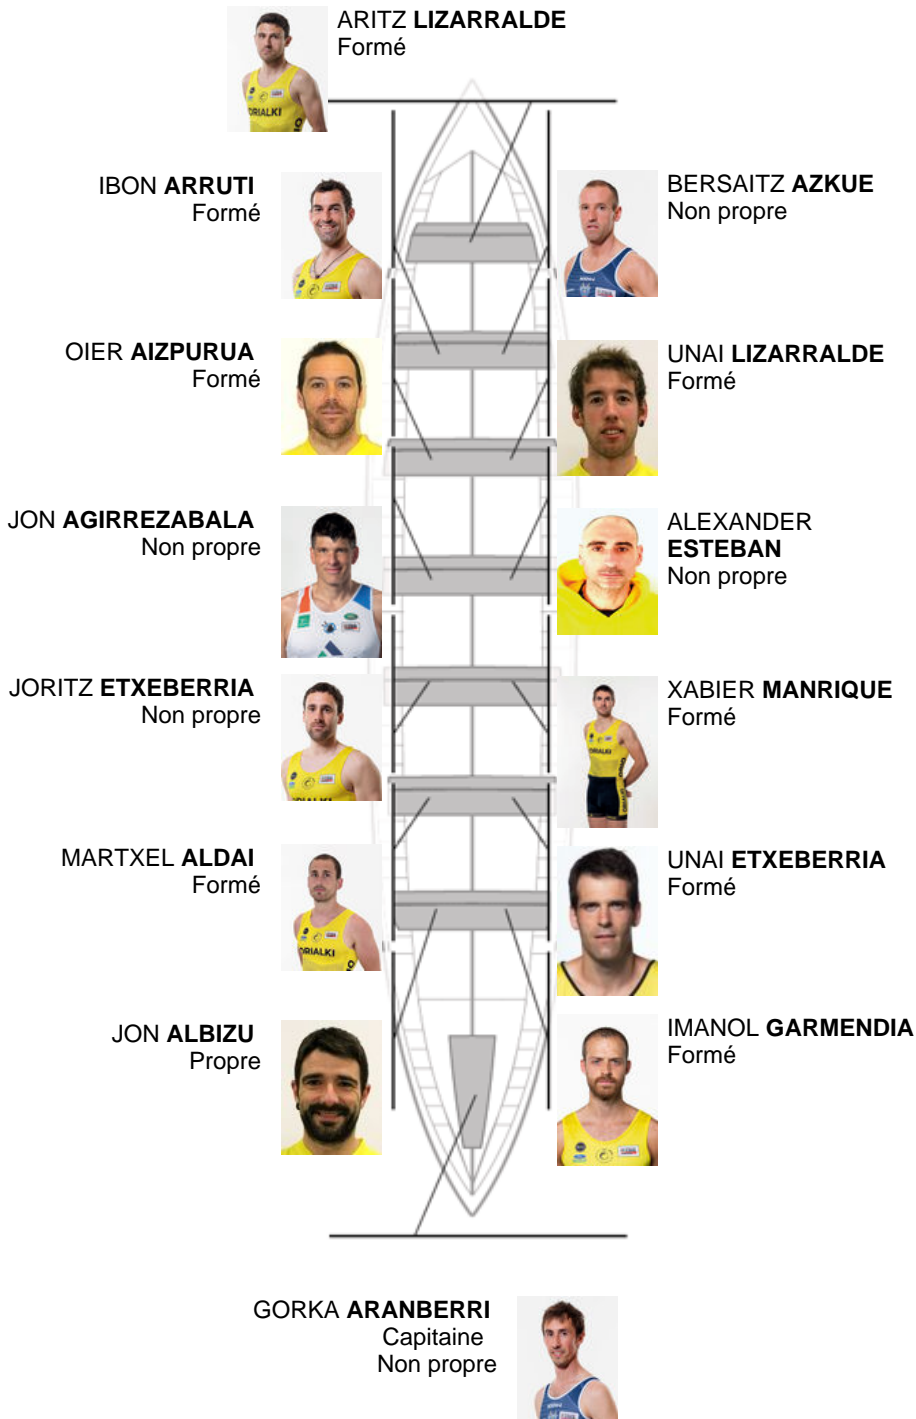 ARITZ LIZARRALDE
Formé
IBON ARRUTI
Formé
BERSAITZ AZKUE
Non propre
OIER AIZPURUA
Formé
UNAI LIZARRALDE
Formé
JON AGIRREZABALA
Non propre
ALEXANDER
ESTEBAN
Non propre
JORITZ ETXEBERRIA
Non propre
XABIER MANRIQUE
Formé
MARTXEL ALDAI
Formé
UNAI ETXEBERRIA
Formé
JON ALBIZU
Propre
IMANOL GARMENDIA
Formé
GORKA ARANBERRI
Capitaine
Non propre